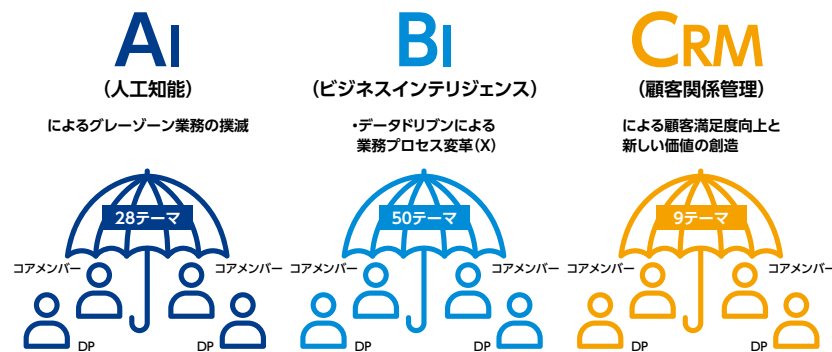 AI
(人工知能)
によるグレーゾーン業務の撲滅
28テーマ
コアメンバー
コアメンバー
DP
DP
BI
(ビジネスインテリジェンス)
・データドリブンによる
業務プロセス変革(X)
50テーマ
コアメンバー
コアメンバー
DP
DP
CRM
(顧客関係管理)
による顧客満足度向上と
新しい価値の創造
9テーマ
コアメンバー
コアメンバー
DP
DP